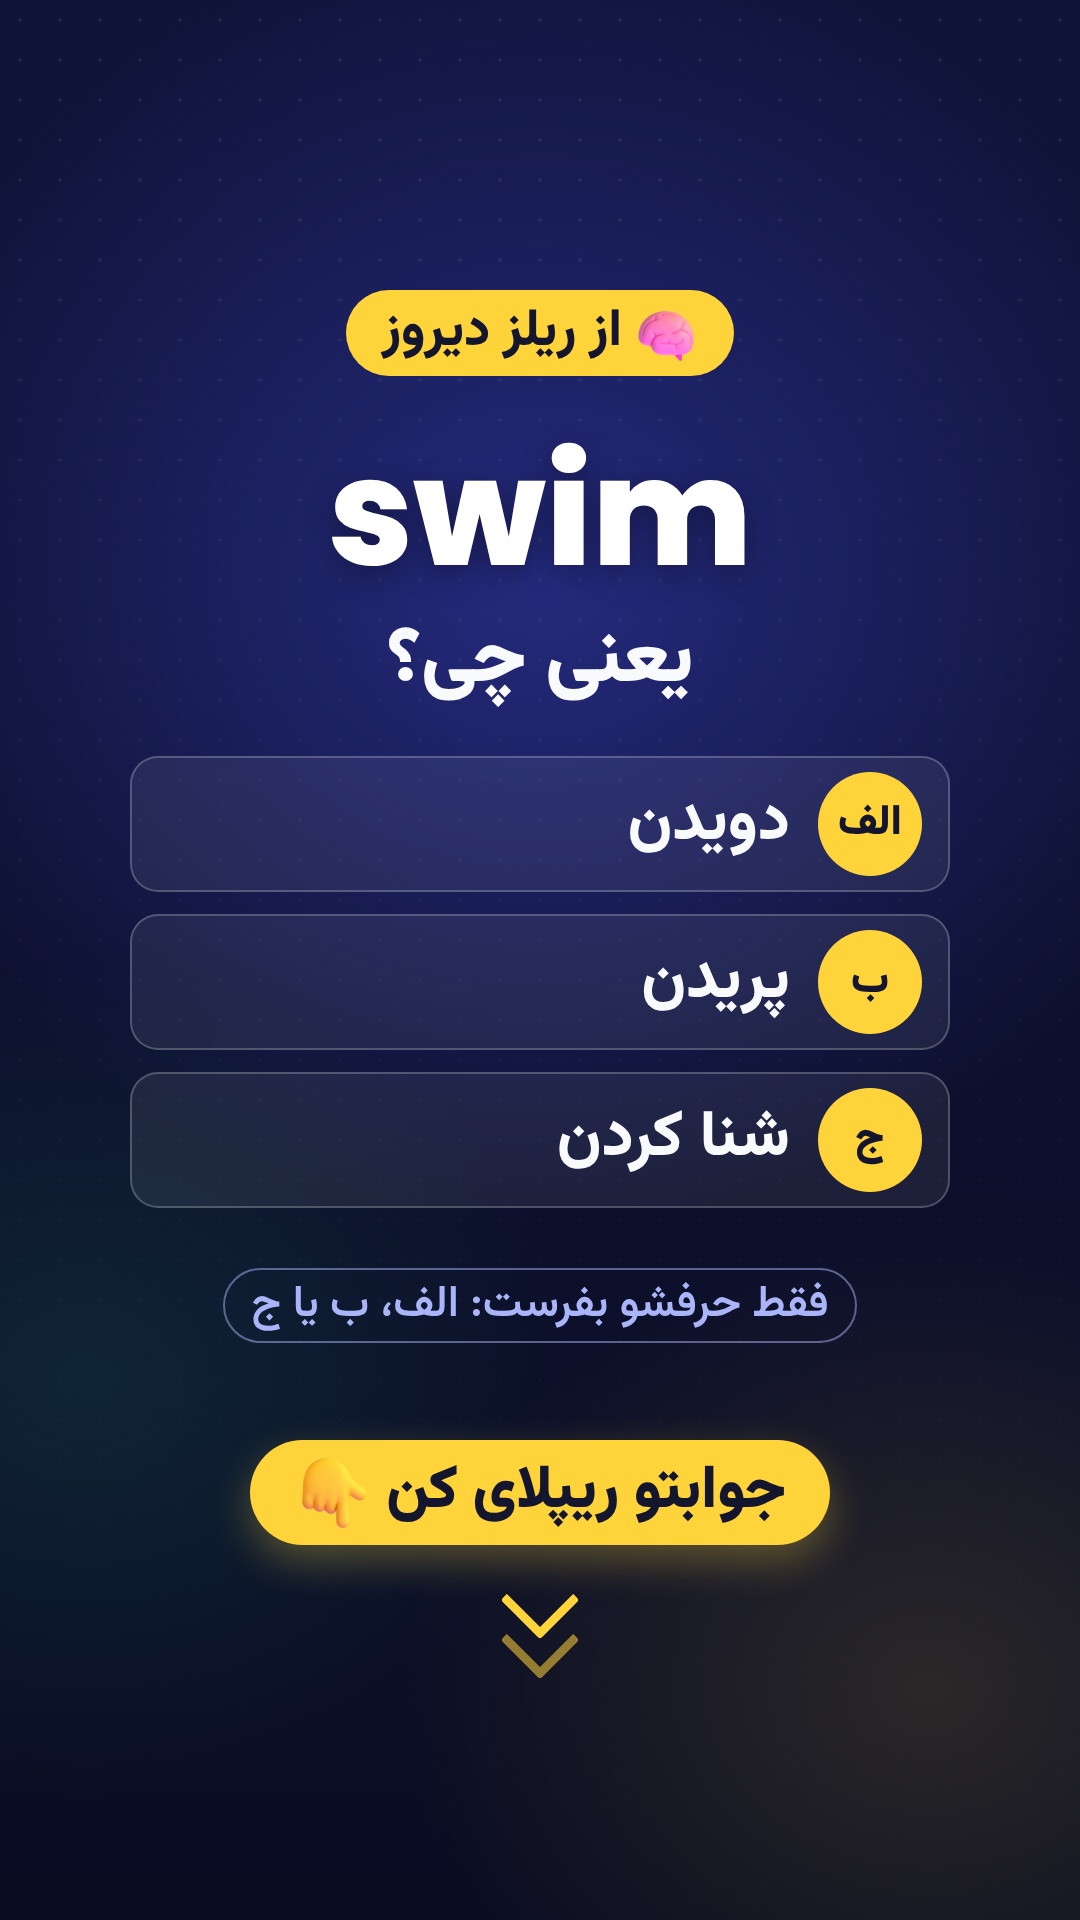 🧠 از ریلز دیروز
swim
یعنی چی؟
الف دویدن
ب پریدن
ج شنا کردن
فقط حرفشو بفرست: الف، ب یا ج
جوابتو ریپلای کن 👇